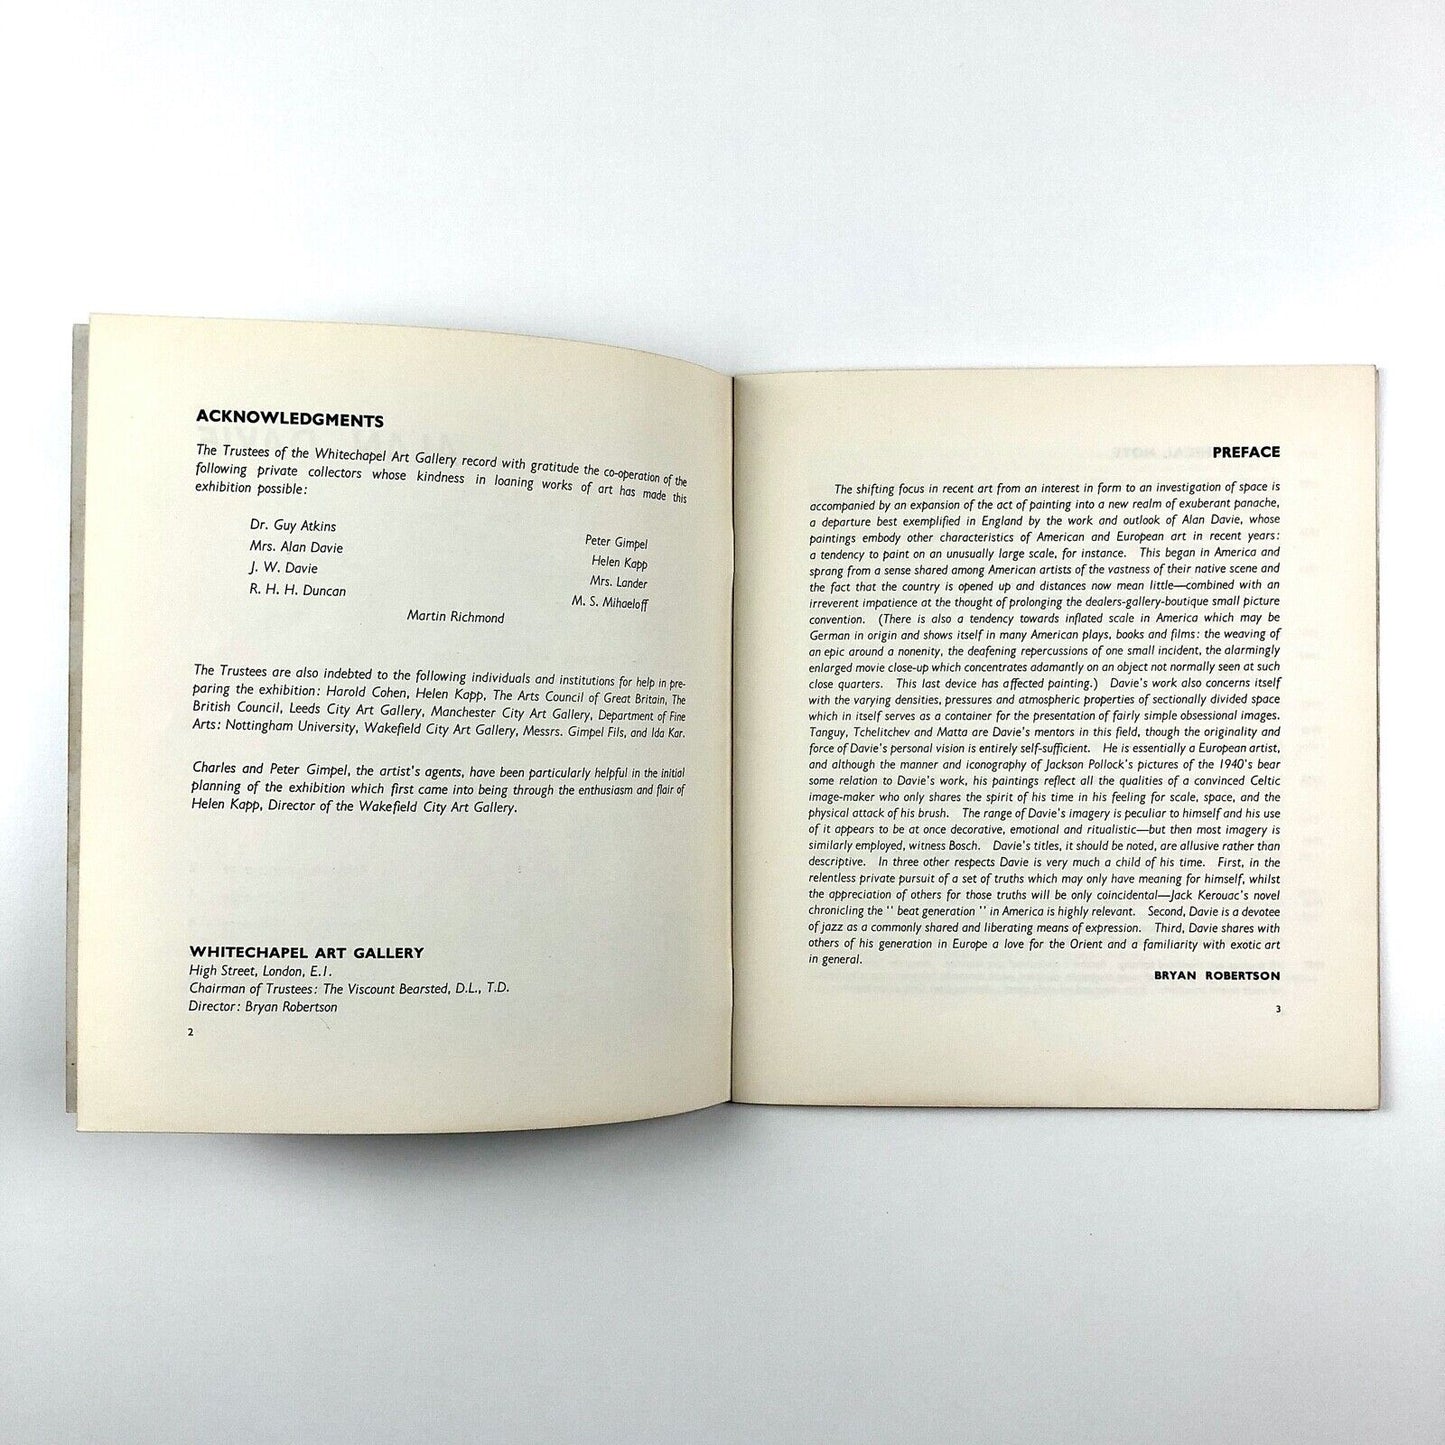 ACKNOWLEDGMENTS
The Trustees of the Whitechapel Art Gallery record with gratitude the co-operation of the
following private collectors whose kindness in loaning works of art has made this
exhibition possible:
Dr. Guy Atkins
Mrs. Alan Davie
J. W. Davie
R. H. H. Duncan
Peter Gimpel
Helen Kapp
Mrs. Lander
M. S. Mihaeloff
Martin Richmond
The Trustees are also indebted to the following individuals and institutions for help in pre-
paring the exhibition: Harold Cohen, Helen Kapp, The Arts Council of Great Britain, The
British Council, Leeds City Art Gallery, Manchester City Art Gallery, Department of Fine
Arts: Nottingham University, Wakefield City Art Gallery, Messrs. Gimpel Fils, and Ida Kar.
Charles and Peter Gimpel, the artist's agents, have been particularly helpful in the initial
planning of the exhibition which first came into being through the enthusiasm and flair of
Helen Kapp, Director of the Wakefield City Art Gallery.
WHITECHAPEL ART GALLERY
High Street, London, E.1.
Chairman of Trustees: The Viscount Bearsted, D.L., T.D.
Director: Bryan Robertson
2
PREFACE
The shifting focus in recent art from an interest in form to an investigation of space is
accompanied by an expansion of the act of painting into a new realm of exuberant panache,
a departure best exemplified in England by the work and outlook of Alan Davie, whose
paintings embody other characteristics of American and European art in recent years:
a tendency to paint on an unusually large scale, for instance. This began in America and
sprang from a sense shared among American artists of the vastness of their native scene and
the fact that the country is opened up and distances now mean little—combined with an
irreverent impatience at the thought of prolonging the dealers-gallery-boutique small picture
convention. (There is also a tendency towards inflated scale in America which may be
German in origin and shows itself in many American plays, books and films: the weaving of
an epic around a nonenity, the deafening repercussions of one small incident, the alarmingly
enlarged movie close-up which concentrates adamantly on an object not normally seen at such
close quarters. This last device has affected painting.) Davie's work also concerns itself
with the varying densities, pressures and atmospheric properties of sectionally divided space
which in itself serves as a container for the presentation of fairly simple obsessional images.
Tanguy, Tchelitchev and Matta are Davie's mentors in this field, though the originality and
force of Davie's personal vision is entirely self-sufficient. He is essentially a European artist,
and although the manner and iconography of Jackson Pollock's pictures of the 1940's bear
some relation to Davie's work, his paintings reflect all the qualities of a convinced Celtic
image-maker who only shares the spirit of his time in his feeling for scale, space, and the
physical attack of his brush. The range of Davie's imagery is peculiar to himself and his use
of it appears to be at once decorative, emotional and ritualistic—but then most imagery is
similarly employed, witness Bosch. Davie's titles, it should be noted, are allusive rather than
descriptive. In three other respects Davie is very much a child of his time. First, in the
relentless private pursuit of a set of truths which may only have meaning for himself, whilst
the appreciation of others for those truths will be only coincidental—Jack Kerouac's novel
chronicling the " beat generation " in America is highly relevant. Second, Davie is a devotee
of jazz as a commonly shared and liberating means of expression. Third, Davie shares with
others of his generation in Europe a love for the Orient and a familiarity with exotic art
in general.
BRYAN ROBERTSON
3